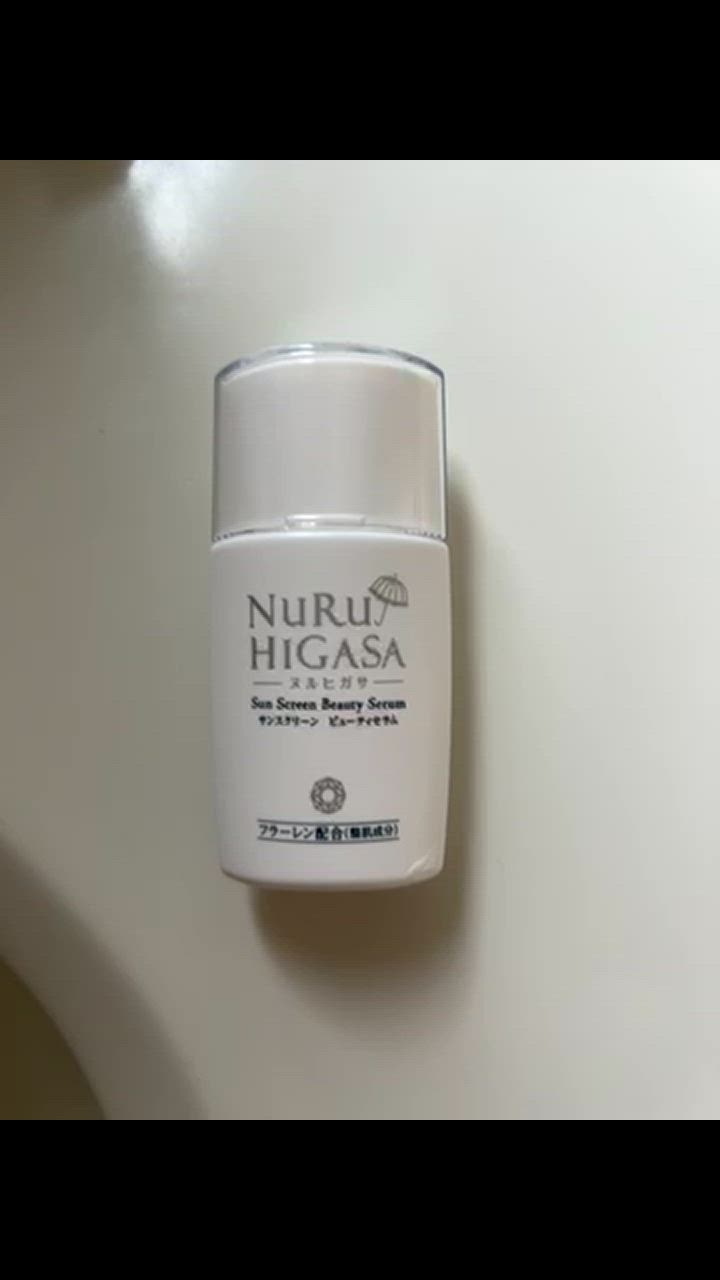 NuRu
HIGASA
ヌルヒガサ
Sun Screen Beauty Serum
サンスクリーン ビューティセラム
フラーレン配合(整肌成分)